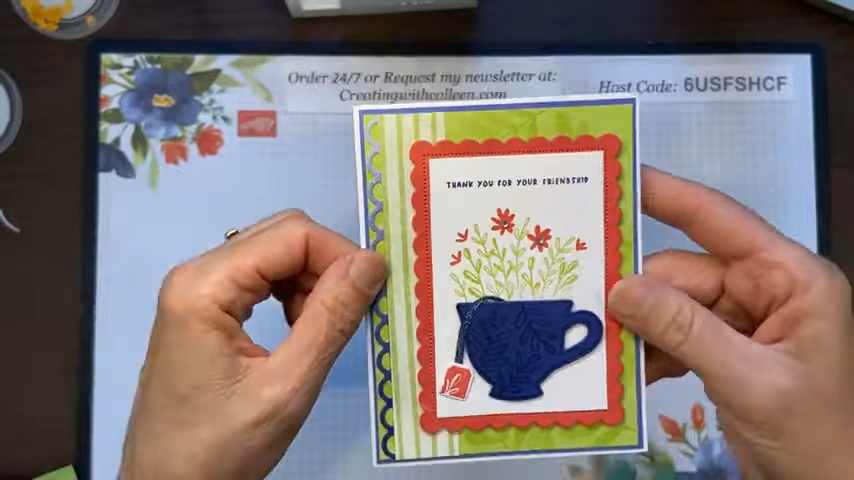 Order 24/7 or Request my newsletter at:
Creatingwithcolleen.com
Host Code: 6USFSHCF
THANK YOU FOR YOUR FRIENDSHIP